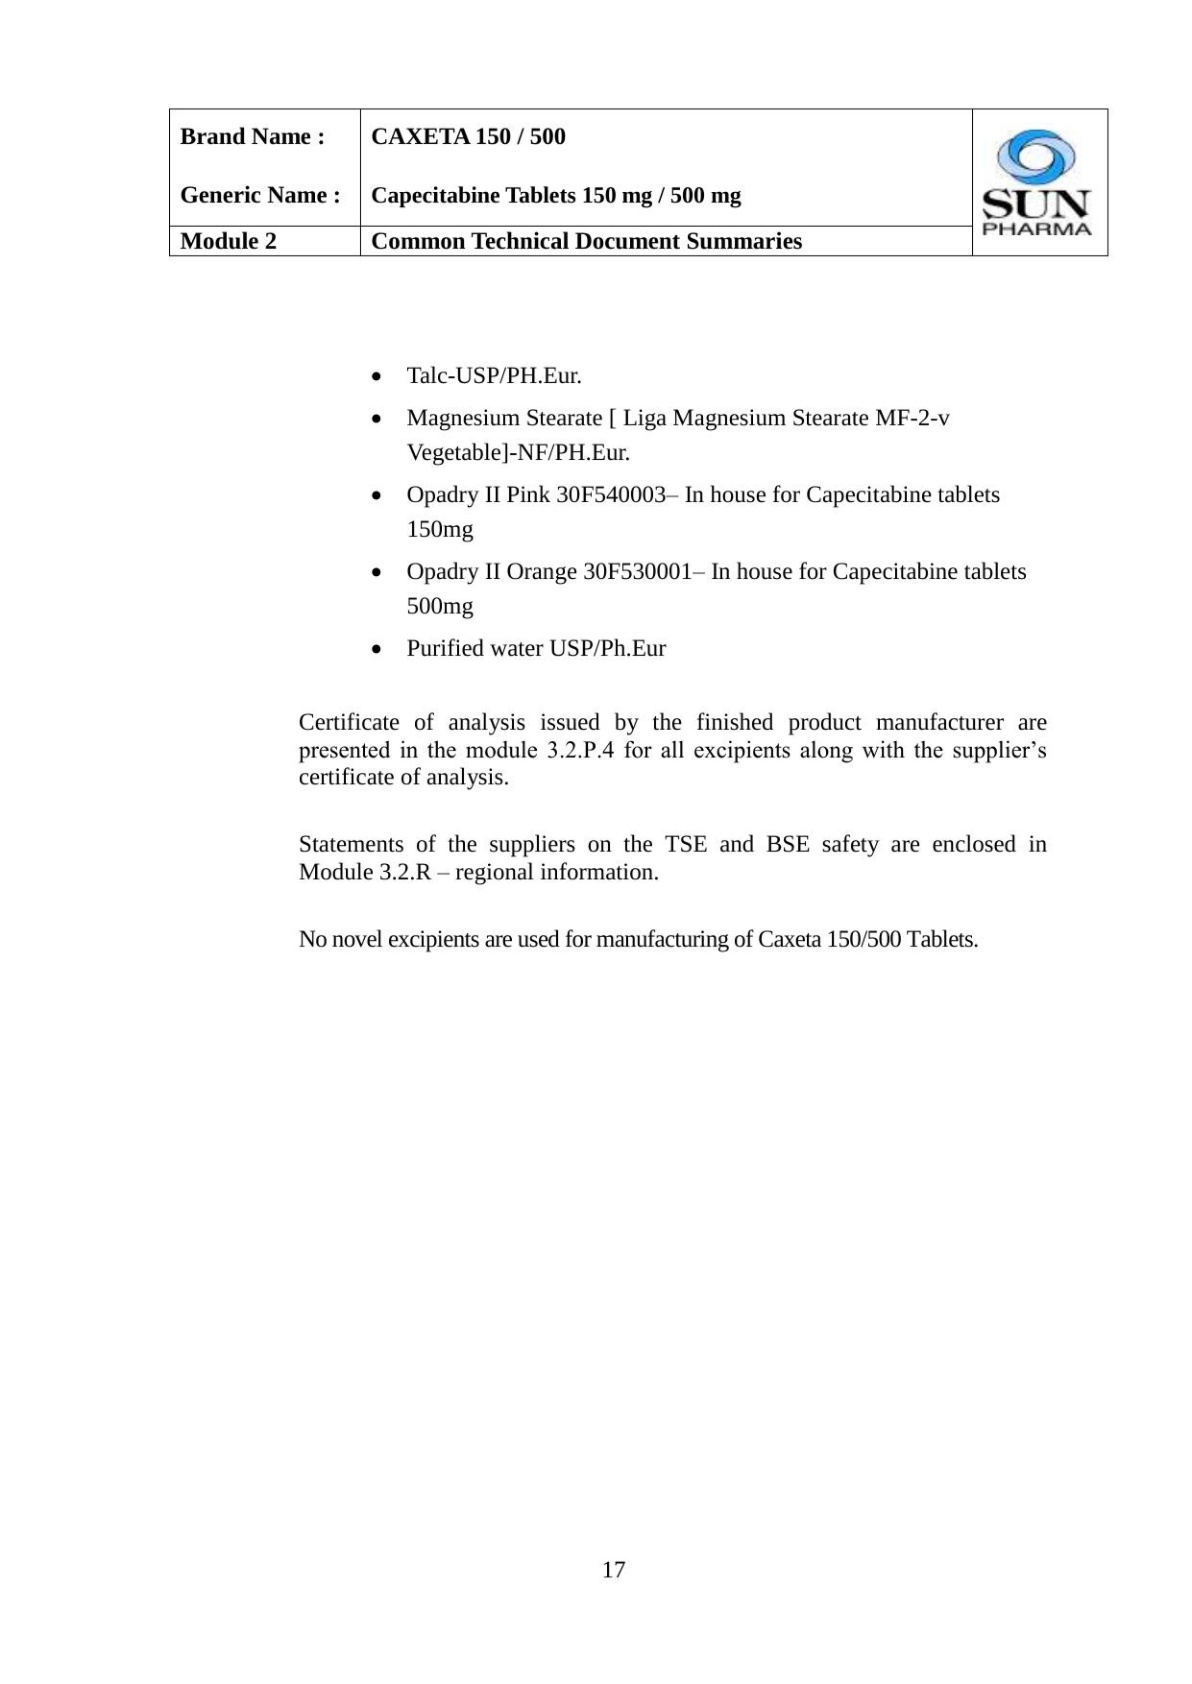 Brand Name : CAXETA 150 / 500
Generic Name : Capecitabine Tablets 150 mg / 500 mg
Module 2 Common Technical Document Summaries
SUN
PHARMA
• Talc-USP/PH.Eur.
• Magnesium Stearate [ Liga Magnesium Stearate MF-2-v
Vegetable]-NF/PH.Eur.
• Opadry II Pink 30F540003– In house for Capecitabine tablets
150mg
• Opadry II Orange 30F530001– In house for Capecitabine tablets
500mg
• Purified water USP/Ph.Eur
Certificate of analysis issued by the finished product manufacturer are
presented in the module 3.2.P.4 for all excipients along with the supplier’s
certificate of analysis.
Statements of the suppliers on the TSE and BSE safety are enclosed in
Module 3.2.R – regional information.
No novel excipients are used for manufacturing of Caxeta 150/500 Tablets.
17